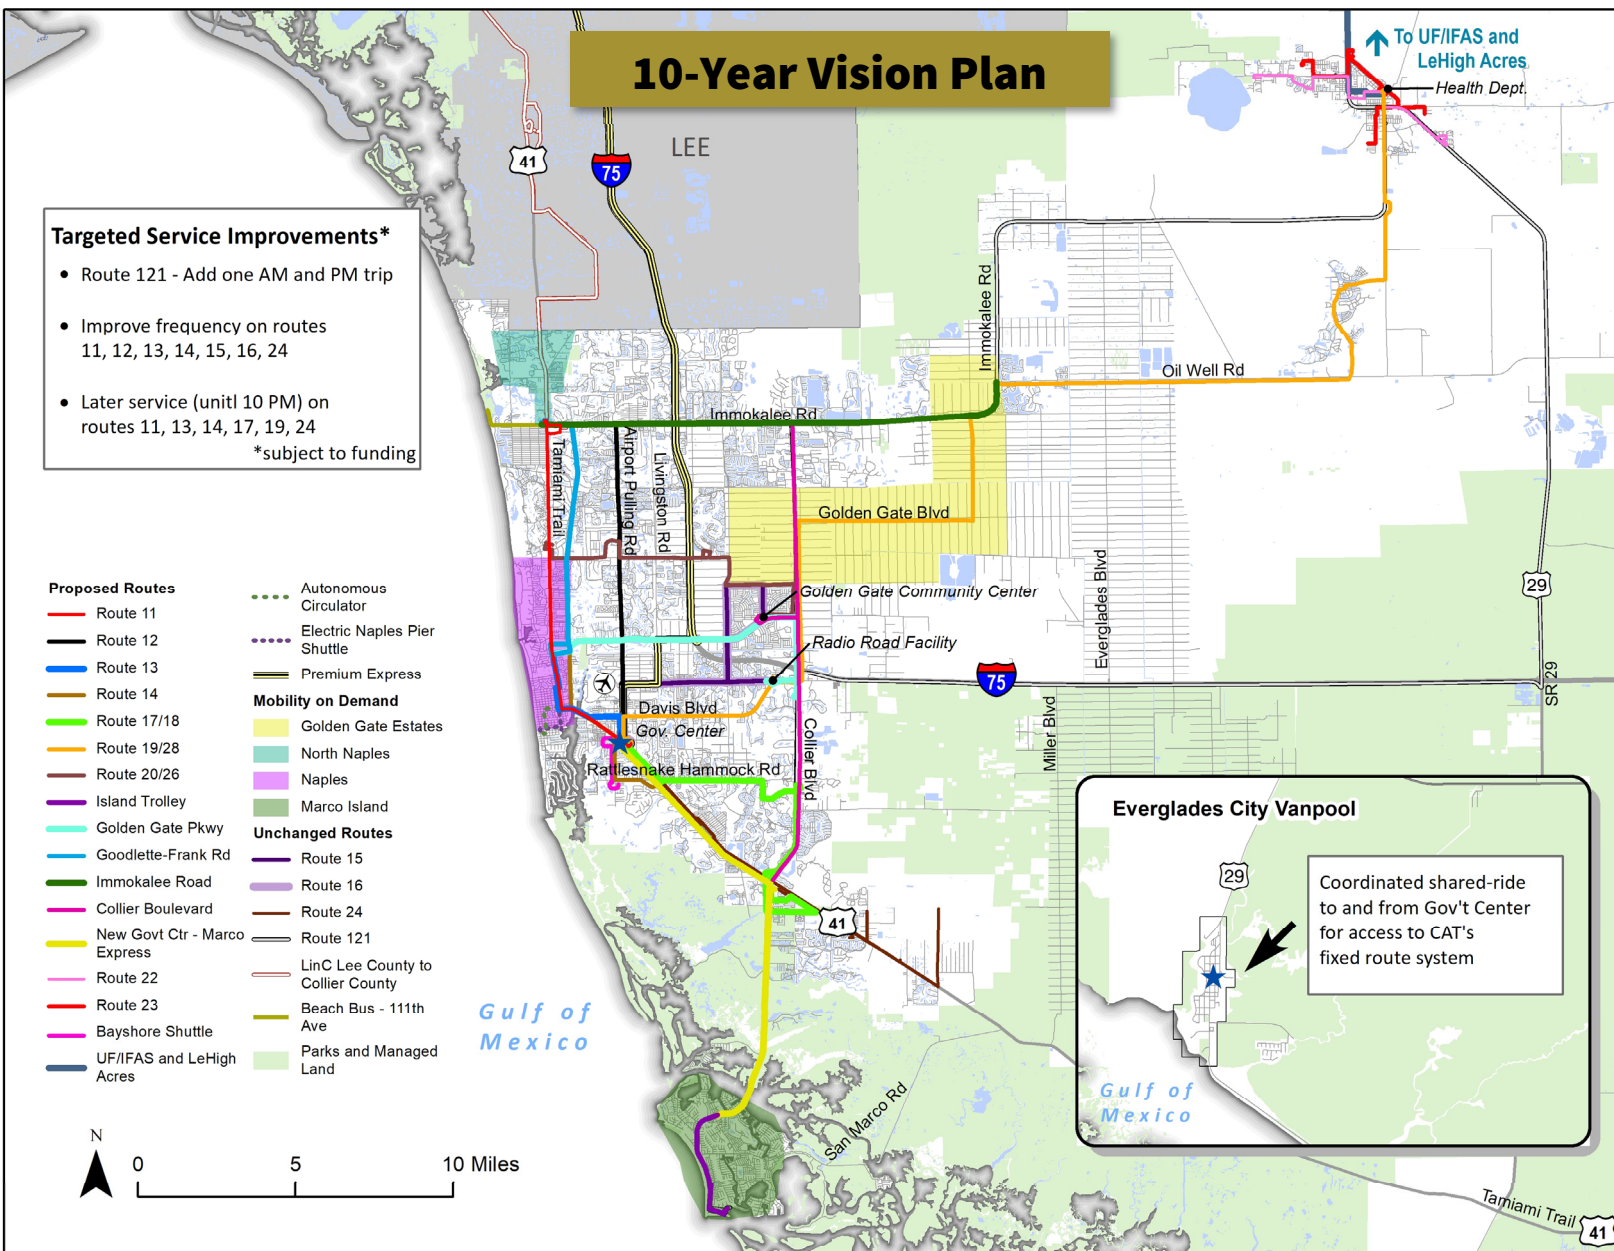 10-Year Vision Plan
To UF/IFAS and
LeHigh Acres
Health Dept.
LEE
41
75
Targeted Service Improvements*
• Route 121 - Add one AM and PM trip
• Improve frequency on routes
11, 12, 13, 14, 15, 16, 24
• Later service (unitl 10 PM) on
routes 11, 13, 14, 17, 19, 24
*subject to funding
Immokalee Rd
Oil Well Rd
Immokalee Rd
Tamiami Trail
Airport Pulling Rd
Livingston Rd
Golden Gate Blvd
Everglades Blvd
29
Golden Gate Community Center
Radio Road Facility
75
SR 29
Davis Blvd
Gov. Center
Collier Blvd
Miller Blvd
Rattlesnake Hammock Rd
41
San Marco Rd
Gulf of
Mexico
Proposed Routes
Route 11
Route 12
Route 13
Route 14
Route 17/18
Route 19/28
Route 20/26
Island Trolley
Golden Gate Pkwy
Goodlette-Frank Rd
Immokalee Road
Collier Boulevard
New Govt Ctr - Marco
Express
Route 22
Route 23
Bayshore Shuttle
UF/IFAS and LeHigh
Acres
Autonomous
Circulator
Electric Naples Pier
Shuttle
Premium Express
Mobility on Demand
Golden Gate Estates
North Naples
Naples
Marco Island
Unchanged Routes
Route 15
Route 16
Route 24
Route 121
LinC Lee County to
Collier County
Beach Bus - 111th
Ave
Parks and Managed
Land
N
0 5 10 Miles
Everglades City Vanpool
29
Coordinated shared-ride
to and from Gov't Center
for access to CAT's
fixed route system
Gulf of
Mexico
Tamiami Trail
41